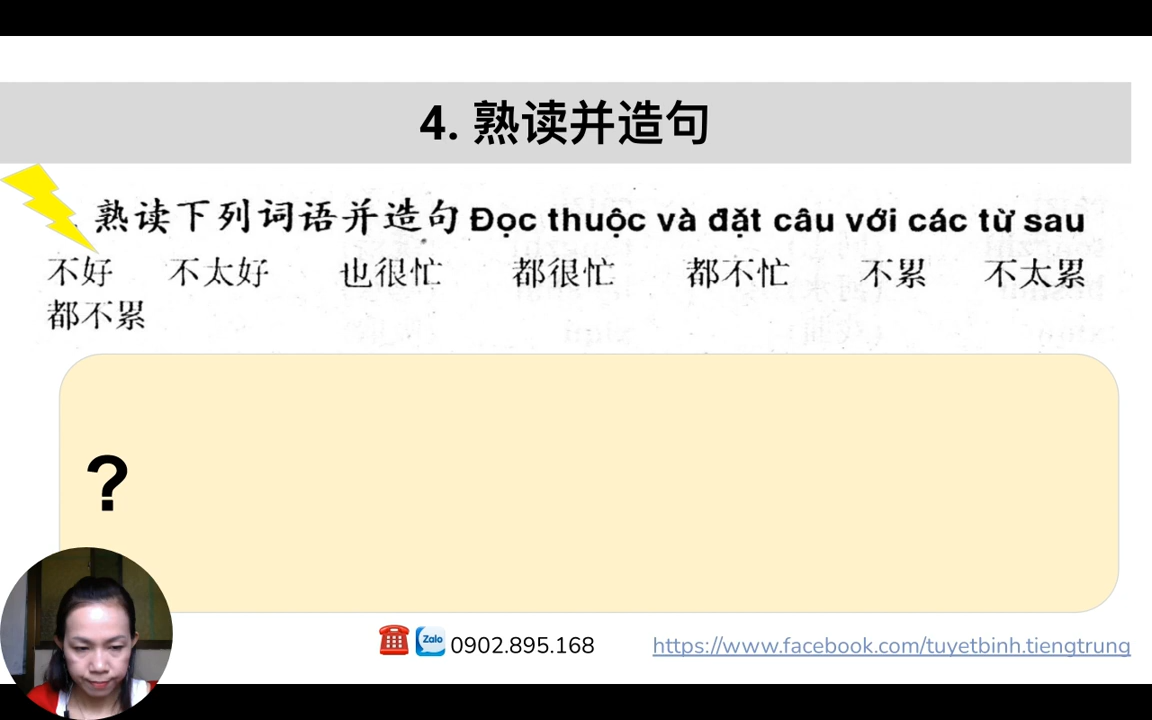 4. 熟读并造句
熟读下列词语并造句 Đọc thuộc và đặt câu với các từ sau
不好 不太好 也很忙 都很忙 都不忙 不累 不太累
都不累
?
Zalo 0902.895.168 https://www.facebook.com/tuyetbinh.tiengtrung